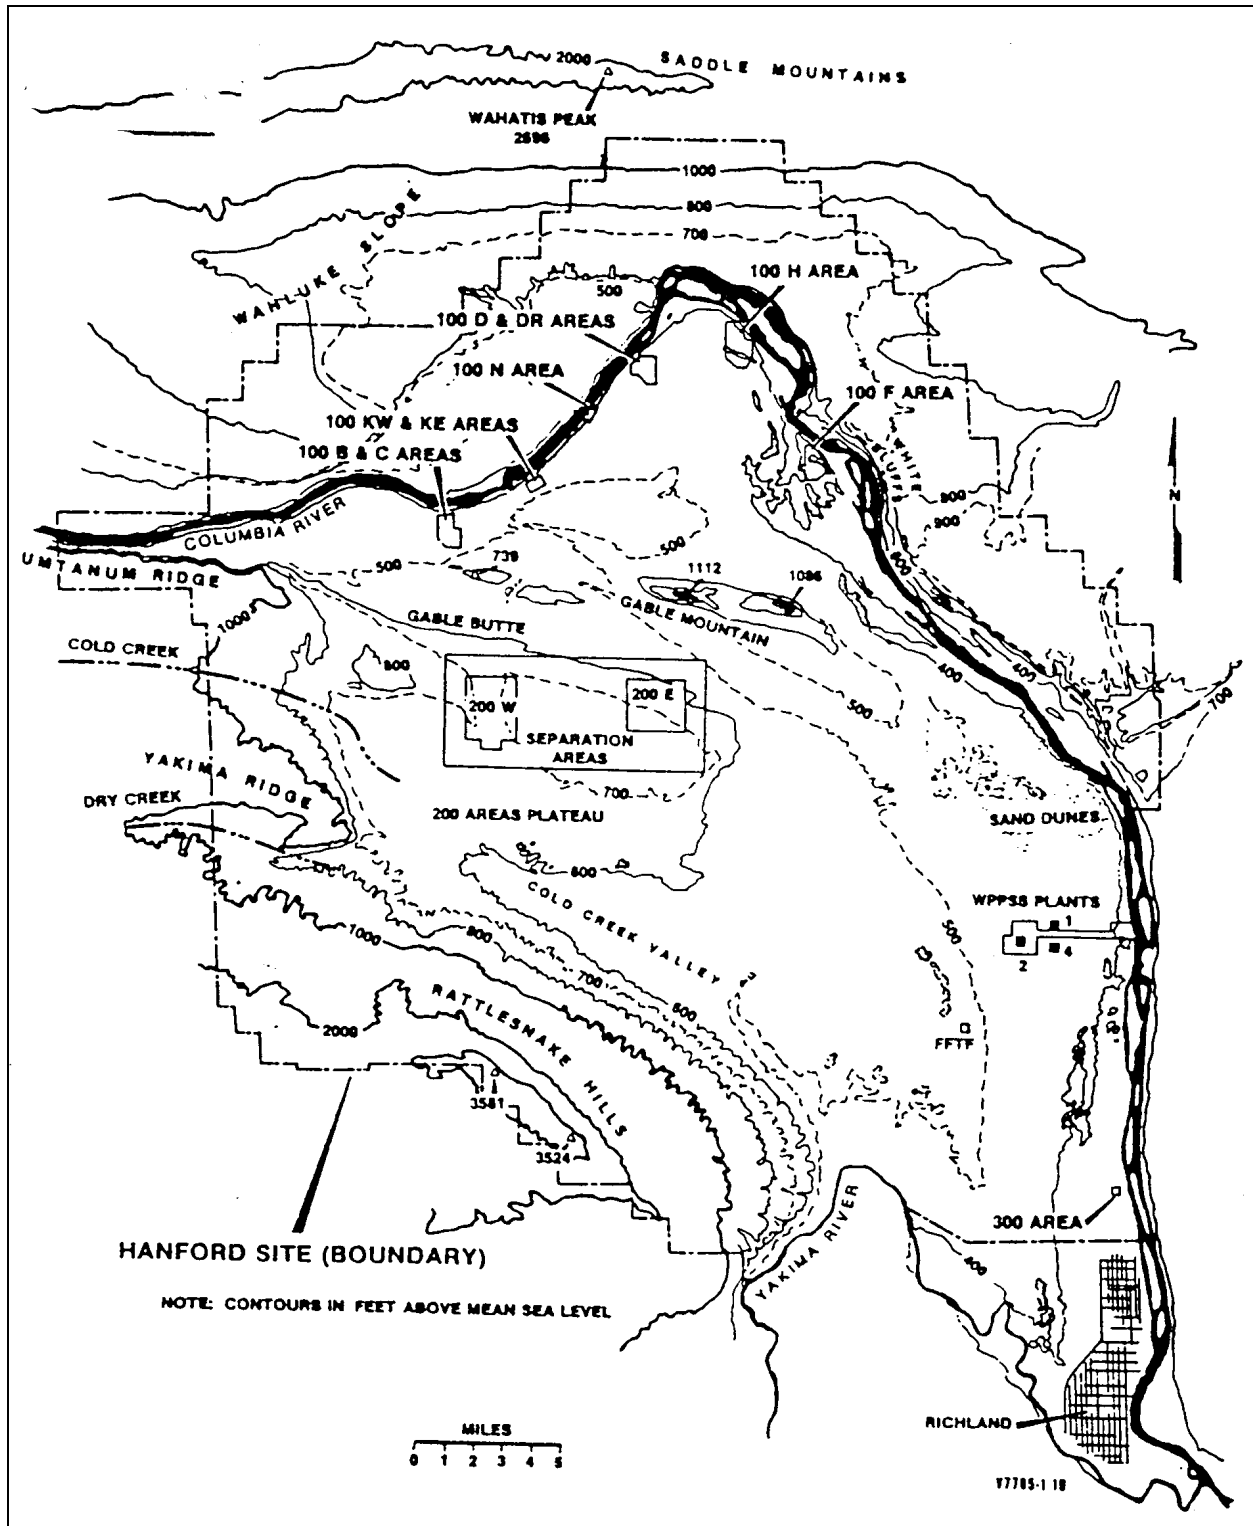 2000
SADDLE MOUNTAINS
WAHATIS PEAK
2696
1000
800
700
WAHLUKE SLOPE
500
100 H AREA
100 D & DR AREAS
100 N AREA
100 F AREA
100 KW & KE AREAS
100 B & C AREAS
WHITE
BLUFFS
800
900
N
COLUMBIA RIVER
UMTANUM RIDGE
500
739
500
1112
1086
1000
GABLE BUTTE
GABLE MOUNTAIN
COLD CREEK
400
400
700
200 W
200 E
500
SEPARATION
AREAS
YAKIMA RIDGE
DRY CREEK
700
200 AREAS PLATEAU
SAND DUNES
600
COLD CREEK VALLEY
WPPSS PLANTS
1
2
4
500
1000
800
700
600
RATTLESNAKE HILLS
2000
FFTF
3581
3524
YAKIMA RIVER
300 AREA
400
HANFORD SITE (BOUNDARY)
NOTE: CONTOURS IN FEET ABOVE MEAN SEA LEVEL
RICHLAND
MILES
0 1 2 3 4 5